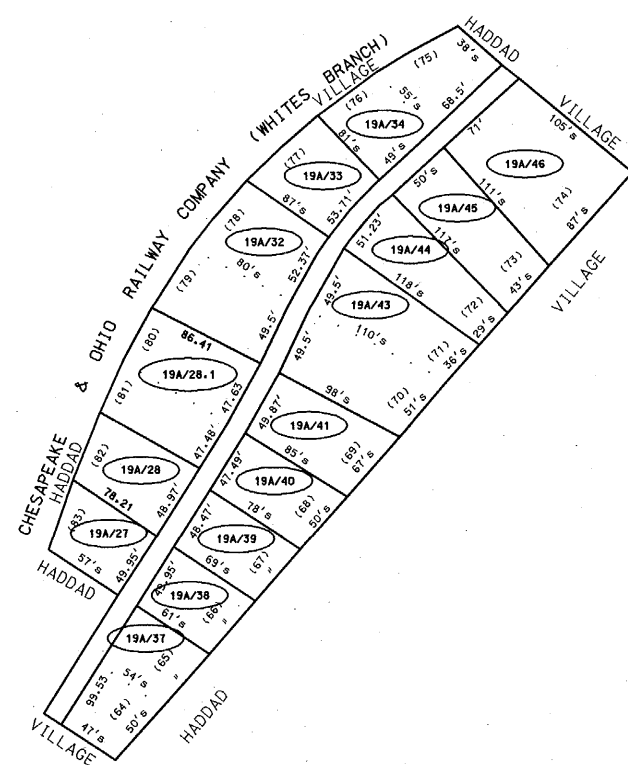 HADDAD
38's
(75)
CHESAPEAKE & OHIO RAILWAY COMPANY (WHITES BRANCH)
VILLAGE
VILLAGE
(76)
55's
68.5'
19A/34
81's
49's
71'
105's
19A/46
(74)
87's
VILLAGE
(77)
19A/33
87's
53.71'
50's
111's
19A/45
(73)
43's
(78)
19A/32
80's
52.37'
(79)
49.5'
51.23'
117's
19A/44
118's
(72)
29's
49.5'
19A/43
110's
49.5'
(71)
36's
(70)
51's
(80)
86.41
19A/28.1
(81)
47.63
47.48'
98's
49.87'
19A/41
85's
(69)
67's
HADDAD
(82)
19A/28
78.21
48.97'
47.49'
19A/40
78's
(68)
50's
(83)
19A/27
57's
49.95'
HADDAD
48.47'
19A/39
69's
(67)
"
49.95'
19A/38
61's
(66)
"
19A/37
(65)
"
54's
99.53
(64)
50's
47's
HADDAD
VILLAGE